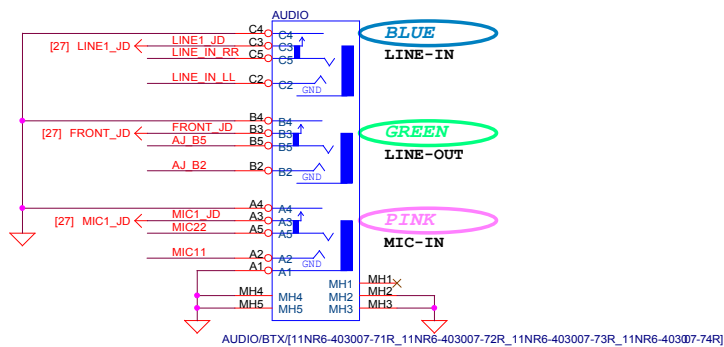 AUDIO
C4 C4 BLUE
[27] LINE1_JD LINE1_JD C3 C3
LINE_IN_RR C5 C5 LINE-IN
LINE_IN_LL C2 C2
GND
B4 B4
[27] FRONT_JD FRONT_JD B3 B3 GREEN
AJ_B5 B5 B5
LINE-OUT
AJ_B2 B2 B2
GND
A4 A4
[27] MIC1_JD MIC1_JD A3 A3 PINK
MIC22 A5 A5
MIC-IN
MIC11 A2 A2
GND
A1 A1
MH1 MH1
MH4 MH4 MH2 MH2
MH5 MH5 MH3 MH3
AUDIO/BTX/[11NR6-403007-71R_11NR6-403007-72R_11NR6-403007-73R_11NR6-403007-74R]